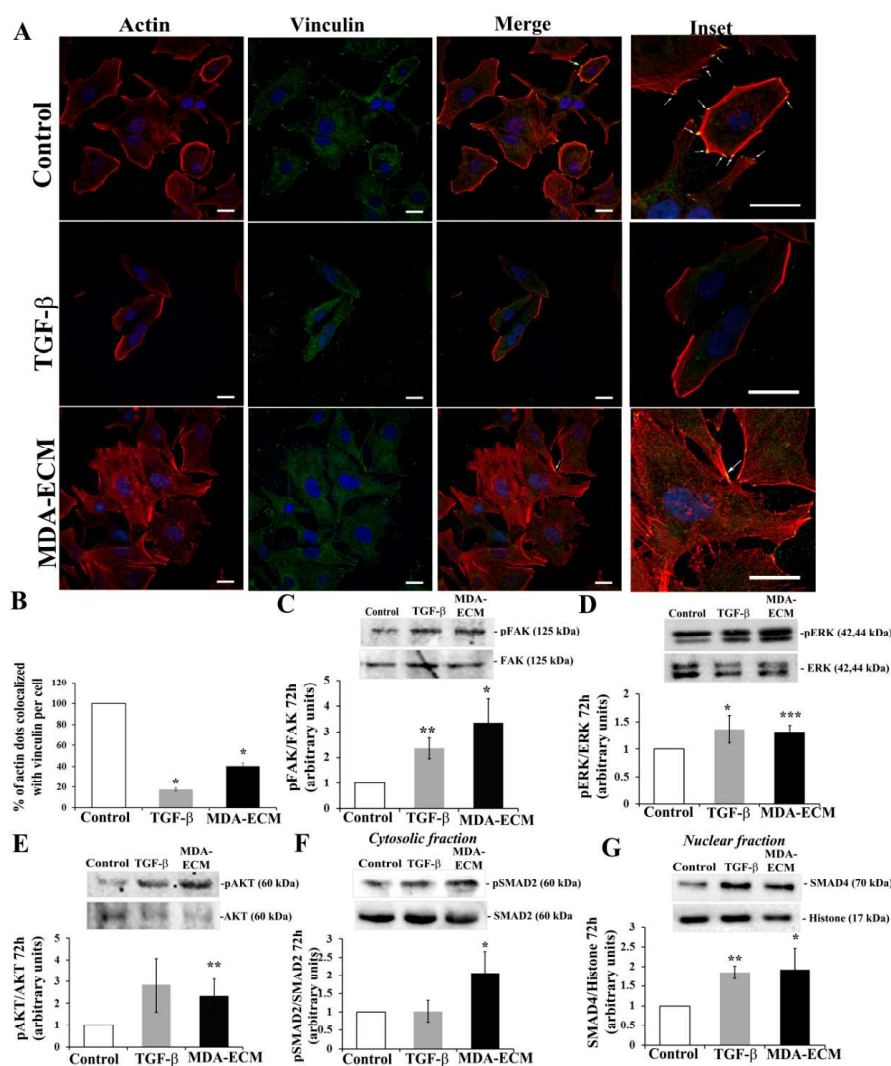 A
Actin Vinculin Merge Inset
Control
TGF-β
MDA-ECM
B
% of actin dots colocalized
with vinculin per cell
120
100
80
60
40
20
0
*
*
Control TGF-β MDA-ECM
C
Control TGF-β MDA-
ECM
- pFAK (125 kDa)
- FAK (125 kDa)
pFAK/FAK 72h
(arbitrary units)
5
4
3
2
1
0
**
*
Control TGF-β MDA-ECM
D
Control TGF-β MDA-
ECM
-pERK (42,44 kDa)
- ERK (42,44 kDa)
pERK/ERK 72h
(arbitrary units)
2
1.5
1
0.5
0
*
***
Control TGF-β MDA-ECM
E
Control TGF-β MDA-
ECM
-pAKT (60 kDa)
-AKT (60 kDa)
pAKT/AKT 72h
(arbitrary units)
5
4
3
2
1
0
**
Control TGF-β MDA-ECM
F
Cytosolic fraction
Control TGF-β MDA-
ECM
- pSMAD2 (60 kDa)
- SMAD2 (60 kDa
pSMAD2/SMAD2 72h
(arbitrary units)
3
2.5
2
1.5
1
0.5
0
*
Control TGF-β MDA-ECM
G
Nuclear fraction
Control TGF-β MDA-
ECM
- SMAD4 (70 kDa)
- Histone (17 kDa)
SMAD4/Histone 72h
(arbitrary units)
3
2.5
2
1.5
1
0.5
0
**
*
Control TGF-β MDA-ECM